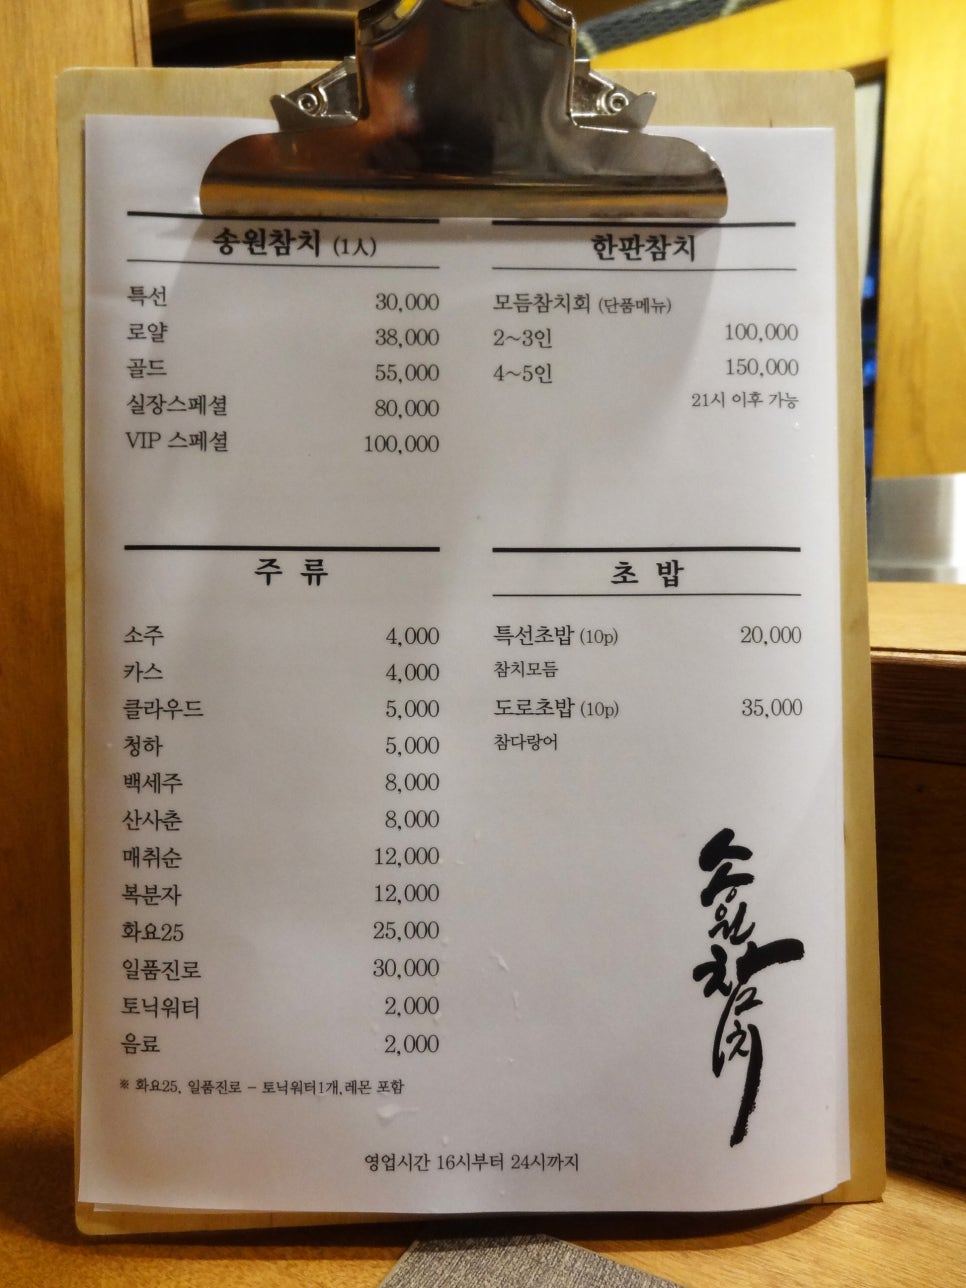 송원참치 (1人)
특선 30,000
로얄 38,000
골드 55,000
실장스페셜 80,000
VIP 스페셜 100,000
한판참치
모듬참치회 (단품메뉴)
2~3인 100,000
4~5인 150,000
21시 이후 가능
주 류
소주 4,000
카스 4,000
클라우드 5,000
청하 5,000
백세주 8,000
산사춘 8,000
매취순 12,000
복분자 12,000
화요25 25,000
일품진로 30,000
토닉워터 2,000
음료 2,000
※ 화요25, 일품진로 - 토닉워터1개,레몬 포함
초 밥
특선초밥 (10p) 20,000
참치모듬
도로초밥 (10p) 35,000
참다랑어
송원참치
영업시간 16시부터 24시까지